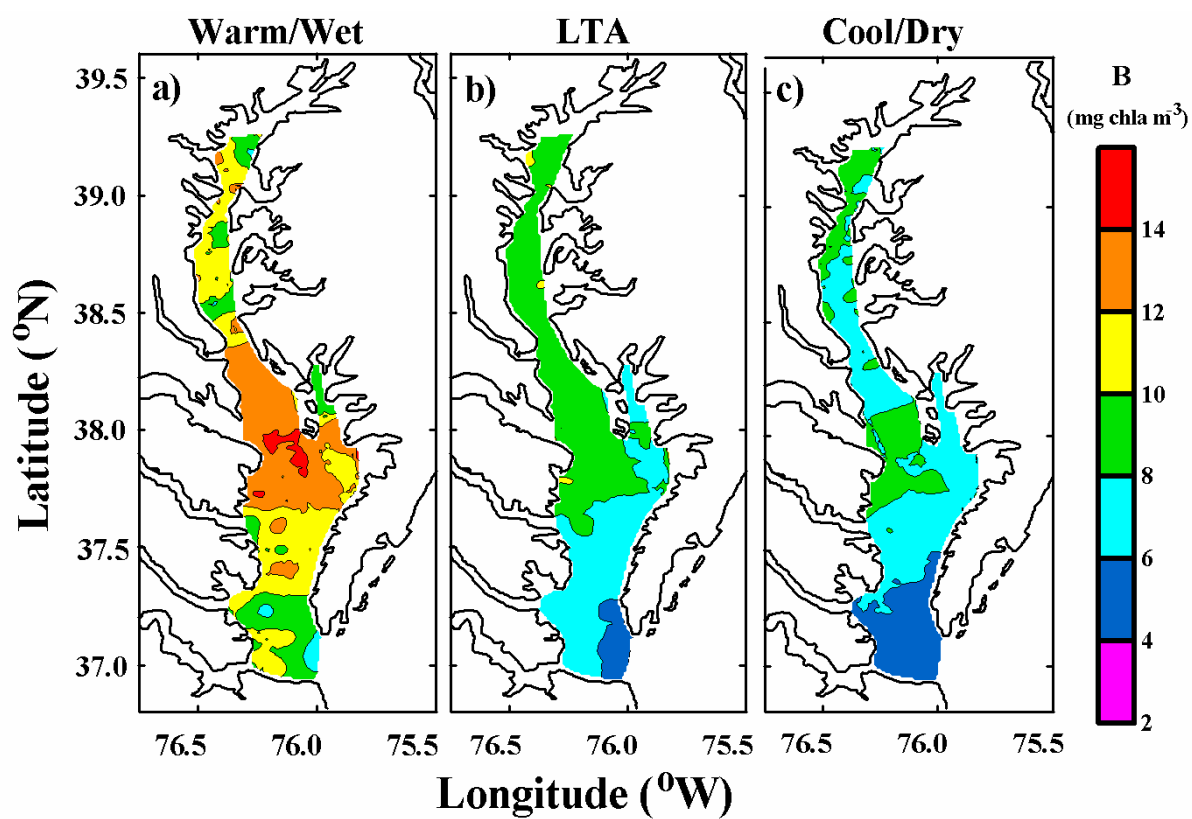 Warm/Wet
LTA
Cool/Dry
a)
b)
c)
B
(mg chla m-3)
39.5
39.0
38.5
38.0
37.5
37.0
Latitude (oN)
14
12
10
8
6
4
2
76.5 76.0 75.5
76.5 76.0 75.5
76.5 76.0 75.5
Longitude (oW)